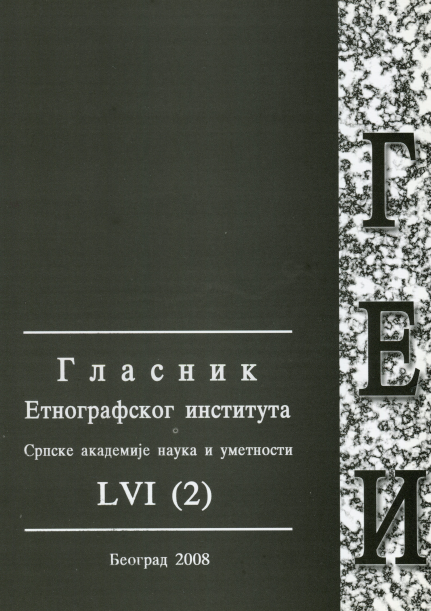 Гласник
Етнографског института
Српске академије наука и уметности
LVI (2)
Београд 2008
Г
Е
И